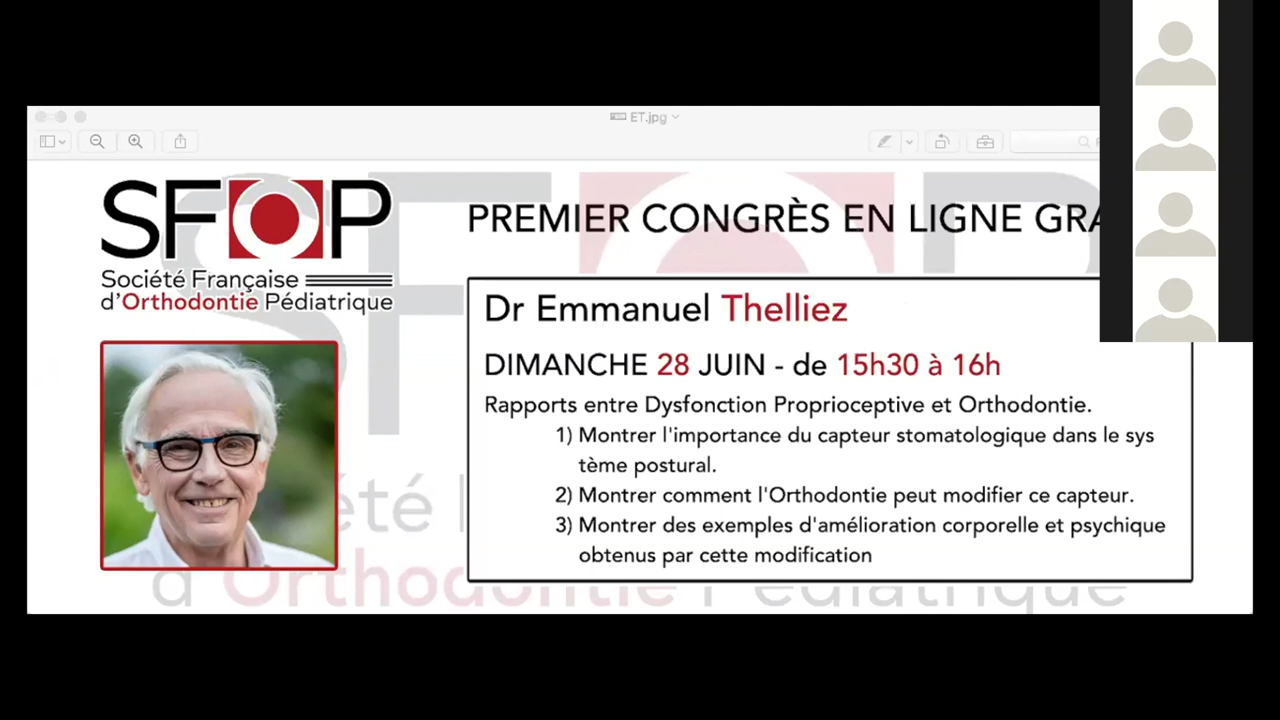 ET.jpg
SFOP
Société Française
d'Orthodontie Pédiatrique
PREMIER CONGRÈS EN LIGNE
Dr Emmanuel Thelliez
DIMANCHE 28 JUIN - de 15h30 à 16h
Rapports entre Dysfonction Proprioceptive et Orthodontie.
1) Montrer l'importance du capteur stomatologique dans le sys
tème postural.
2) Montrer comment l'Orthodontie peut modifier ce capteur.
3) Montrer des exemples d'amélioration corporelle et psychique
obtenus par cette modification